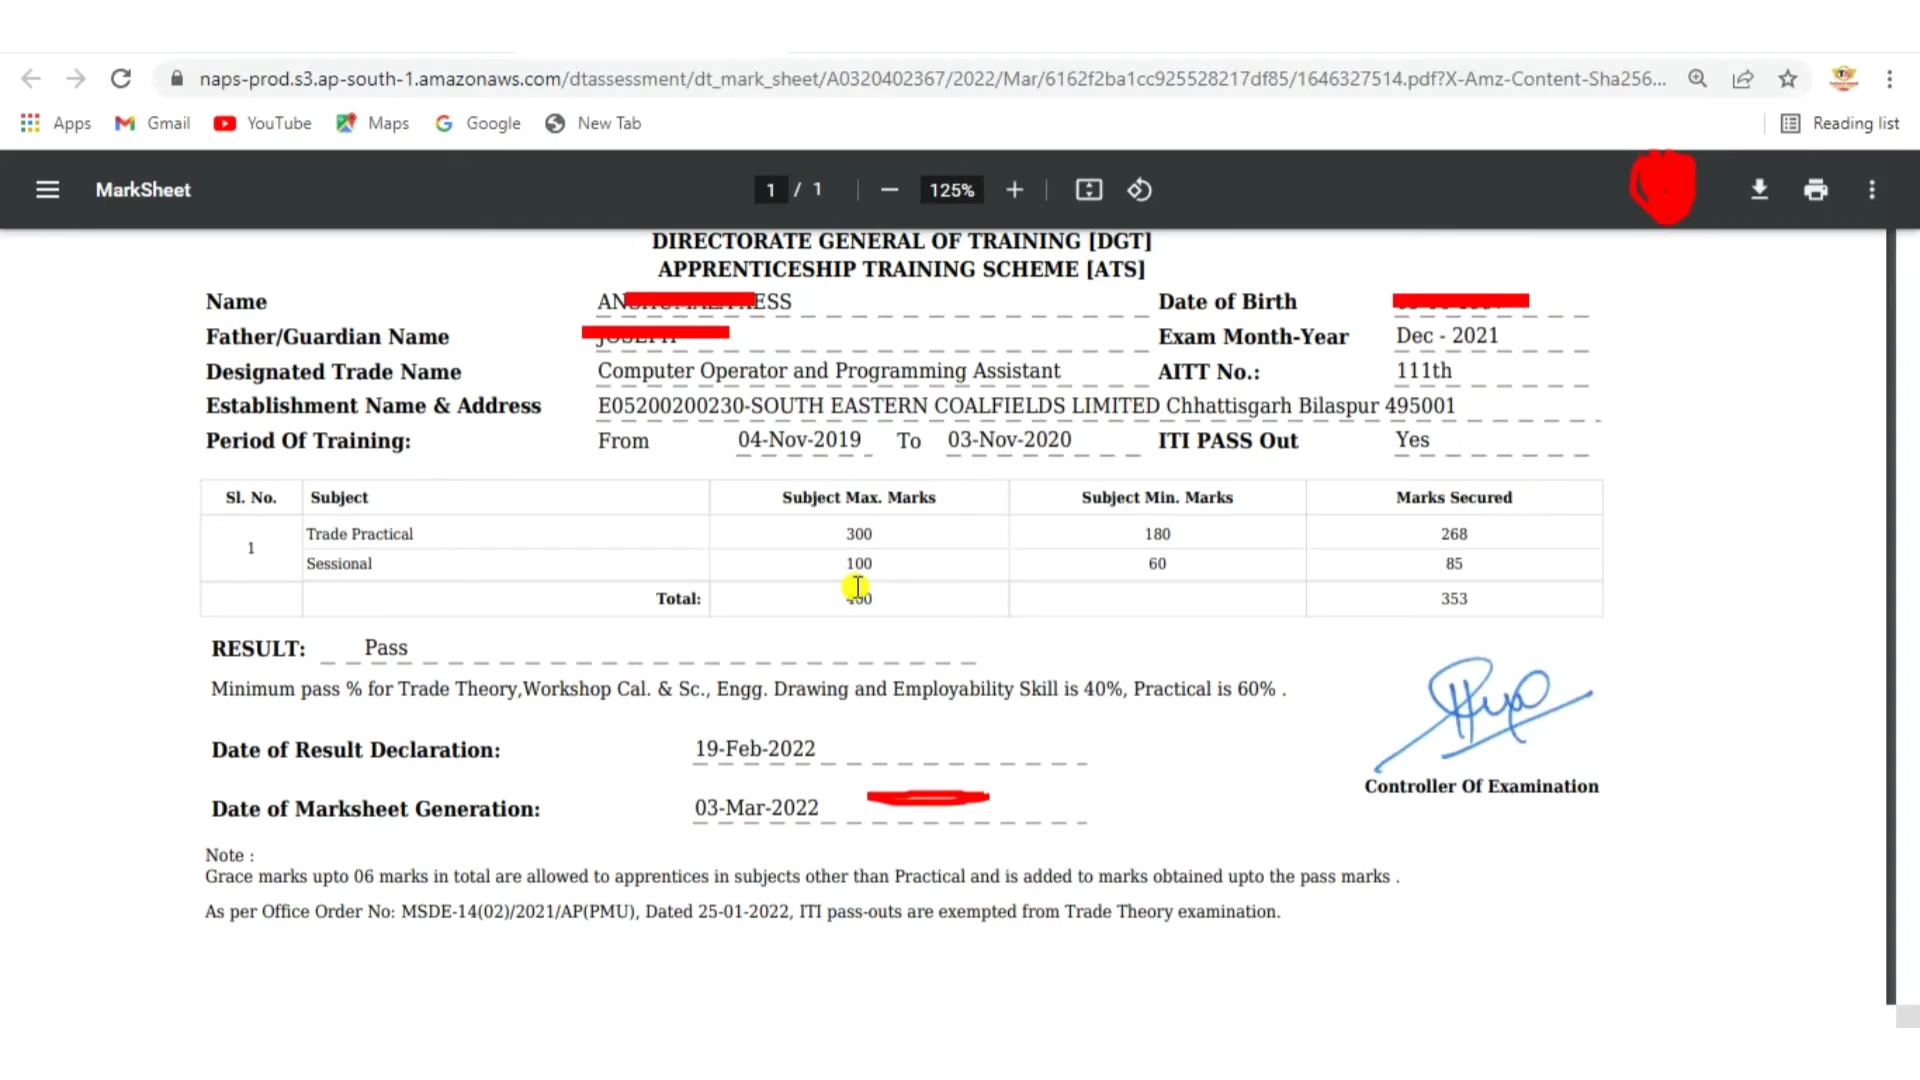 naps-prod.s3.ap-south-1.amazonaws.com/dtassessment/dt_mark_sheet/A0320402367/2022/Mar/6162f2ba1cc925528217df85/1646327514.pdf?X-Amz-Content-Sha256...
Apps Gmail YouTube Maps Google New Tab Reading list
MarkSheet 1 / 1 125%
DIRECTORATE GENERAL OF TRAINING [DGT]
APPRENTICESHIP TRAINING SCHEME [ATS]
Name Date of Birth
Father/Guardian Name Exam Month-Year Dec - 2021
Designated Trade Name Computer Operator and Programming Assistant AITT No.: 111th
Establishment Name & Address E05200200230-SOUTH EASTERN COALFIELDS LIMITED Chhattisgarh Bilaspur 495001
Period Of Training: From 04-Nov-2019 To 03-Nov-2020 ITI PASS Out Yes
Sl. No. Subject Subject Max. Marks Subject Min. Marks Marks Secured
1 Trade Practical 300 180 268
Sessional 100 60 85
Total: 353
RESULT: Pass
Minimum pass % for Trade Theory,Workshop Cal. & Sc., Engg. Drawing and Employability Skill is 40%, Practical is 60% .
Date of Result Declaration: 19-Feb-2022
Controller Of Examination
Date of Marksheet Generation: 03-Mar-2022
Note :
Grace marks upto 06 marks in total are allowed to apprentices in subjects other than Practical and is added to marks obtained upto the pass marks .
As per Office Order No: MSDE-14(02)/2021/AP(PMU), Dated 25-01-2022, ITI pass-outs are exempted from Trade Theory examination.